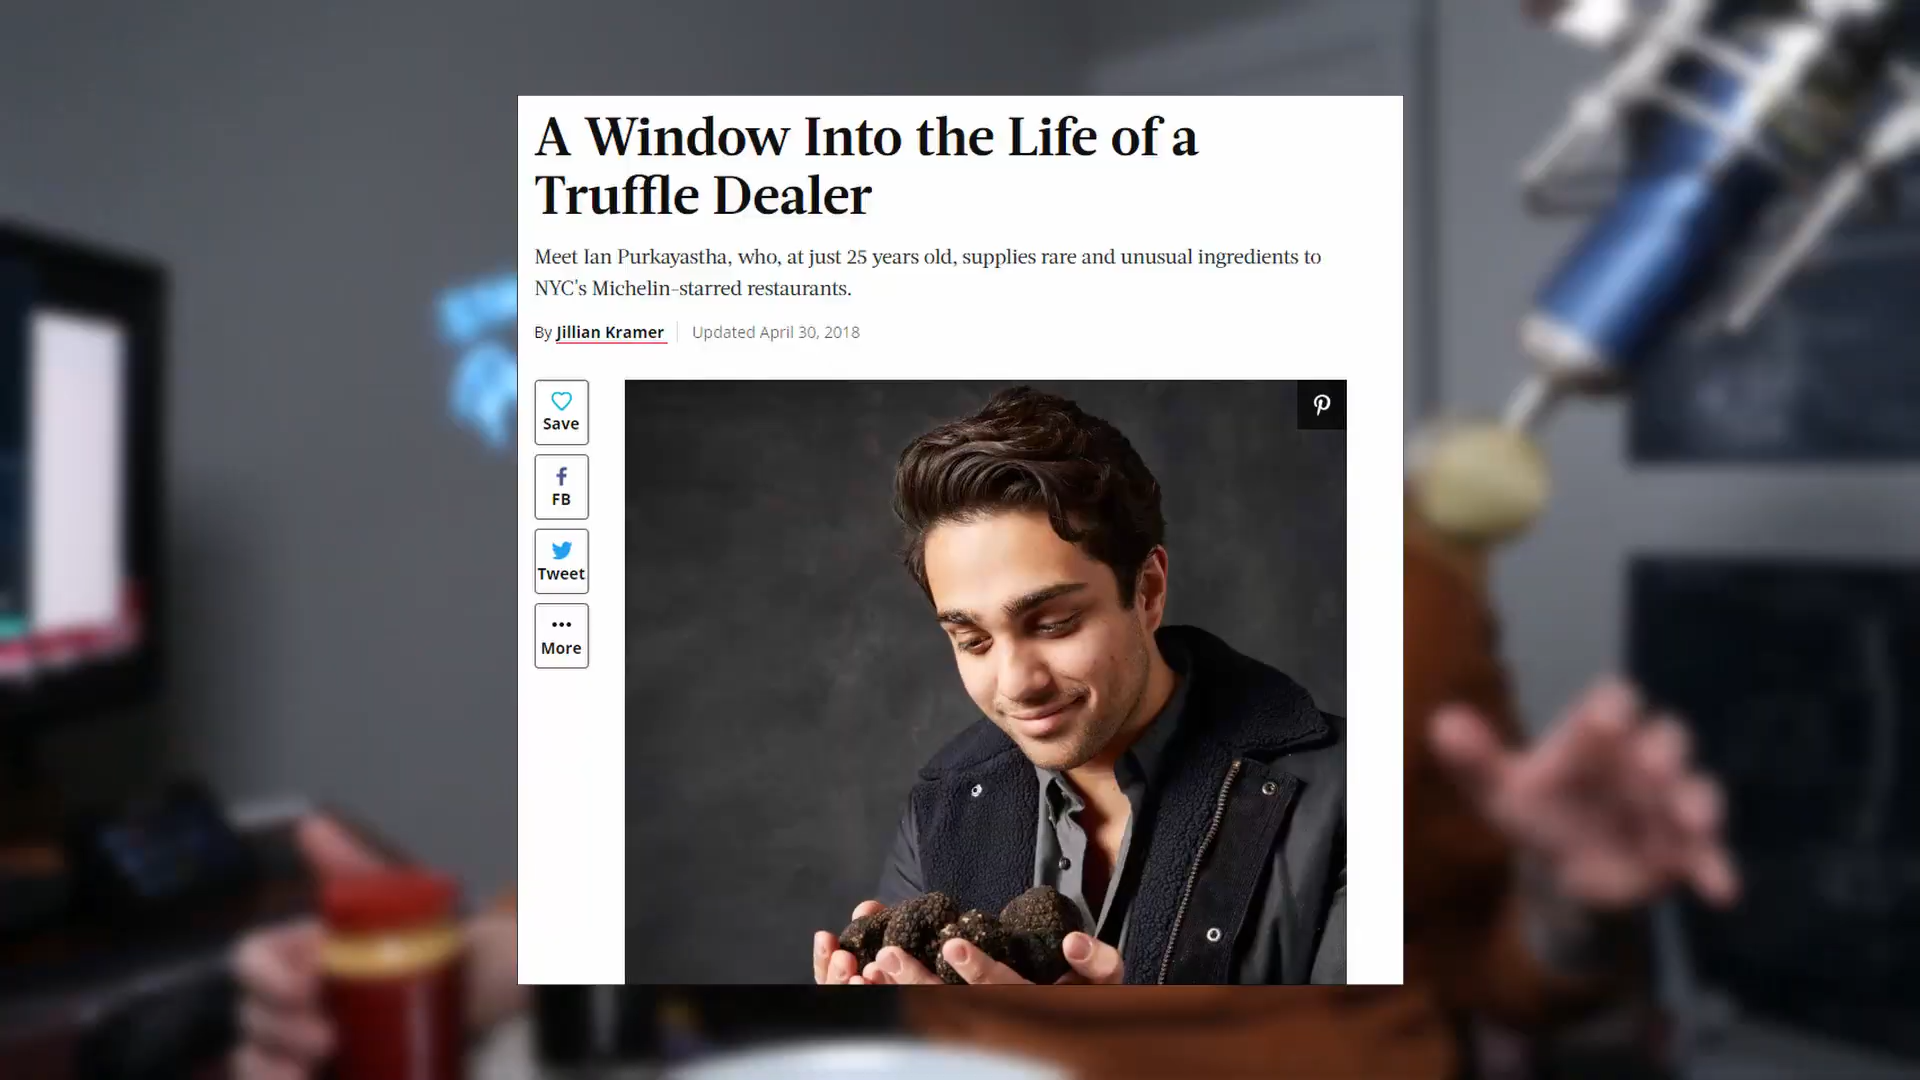 A Window Into the Life of a
Truffle Dealer
Meet Ian Purkayastha, who, at just 25 years old, supplies rare and unusual ingredients to
NYC's Michelin-starred restaurants.
By Jillian Kramer
Updated April 30, 2018
Save
FB
Tweet
More